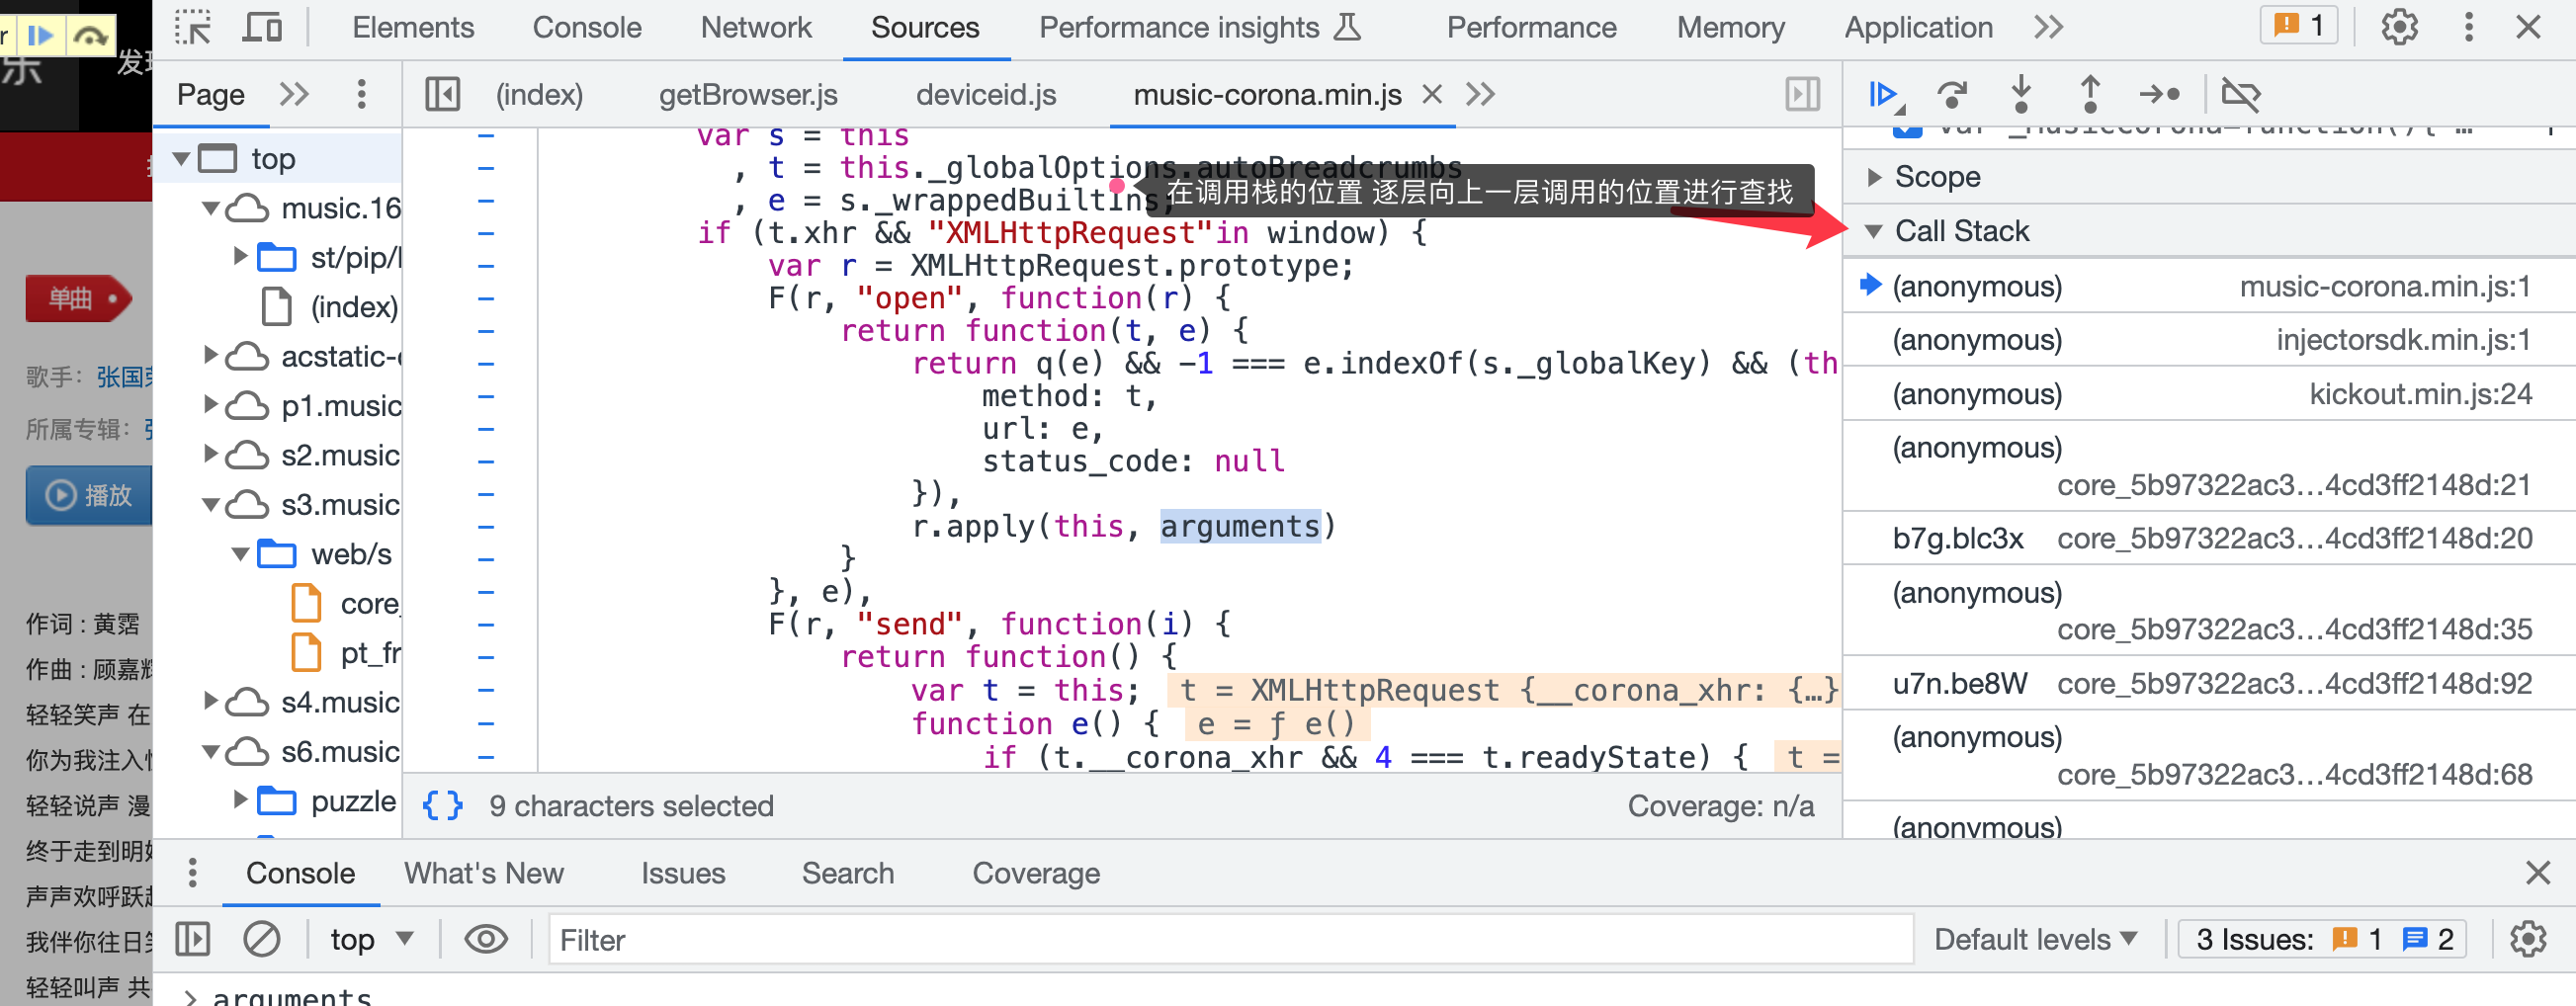 Elements Console Network Sources Performance insights Performance Memory Application 1
r
乐
Page (index) getBrowser.js deviceid.js music-corona.min.js
top
music.16
st/pip/
(index)
acstatic-
p1.music
s2.music
s3.music
web/s
core_
pt_fr
s4.music
s6.music
puzzle
单曲
歌手：张国
所属专辑：
播放
作词 : 黄霑
作曲 : 顾嘉辉
轻轻笑声 在
你为我注入
轻轻说声 漫
终于走到明
声声欢呼跃
我伴你往日
轻轻叫声 共
var s = this
, t = this._globalOptions.autoBreadcrumbs
, e = s._wrappedBuiltIns;
if (t.xhr && "XMLHttpRequest"in window) {
var r = XMLHttpRequest.prototype;
F(r, "open", function(r) {
return function(t, e) {
return q(e) && -1 === e.indexOf(s._globalKey) && (th
method: t,
url: e,
status_code: null
}),
r.apply(this, arguments)
}
}, e),
F(r, "send", function(i) {
return function() {
var t = this; t = XMLHttpRequest {__corona_xhr: {…}
function e() { e = ƒ e()
if (t.__corona_xhr && 4 === t.readyState) { t =
在调用栈的位置 逐层向上一层调用的位置进行查找
{} 9 characters selected Coverage: n/a
var _musicCorona=function(){ …
Scope
Call Stack
(anonymous) music-corona.min.js:1
(anonymous) injectorsdk.min.js:1
(anonymous) kickout.min.js:24
(anonymous)
core_5b97322ac3…4cd3ff2148d:21
b7g.blc3x core_5b97322ac3…4cd3ff2148d:20
(anonymous)
core_5b97322ac3…4cd3ff2148d:35
u7n.be8W core_5b97322ac3…4cd3ff2148d:92
(anonymous)
core_5b97322ac3…4cd3ff2148d:68
(anonymous)
Console What's New Issues Search Coverage
top Filter Default levels 3 Issues: 1 2
> arguments